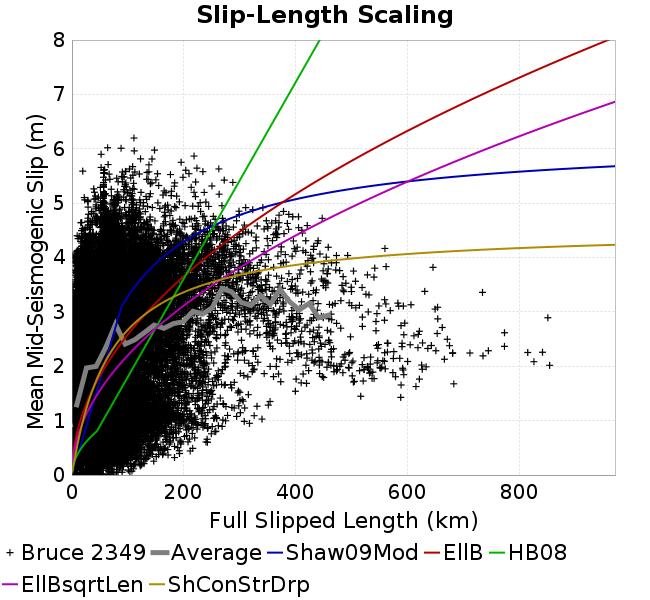 Slip-Length Scaling
Mean Mid-Seismogenic Slip (m)
8
7
6
5
4
3
2
1
0
0 200 400 600 800
Full Slipped Length (km)
Bruce 2349 Average Shaw09Mod EllB HB08
EllBsqrtLen ShConStrDrp